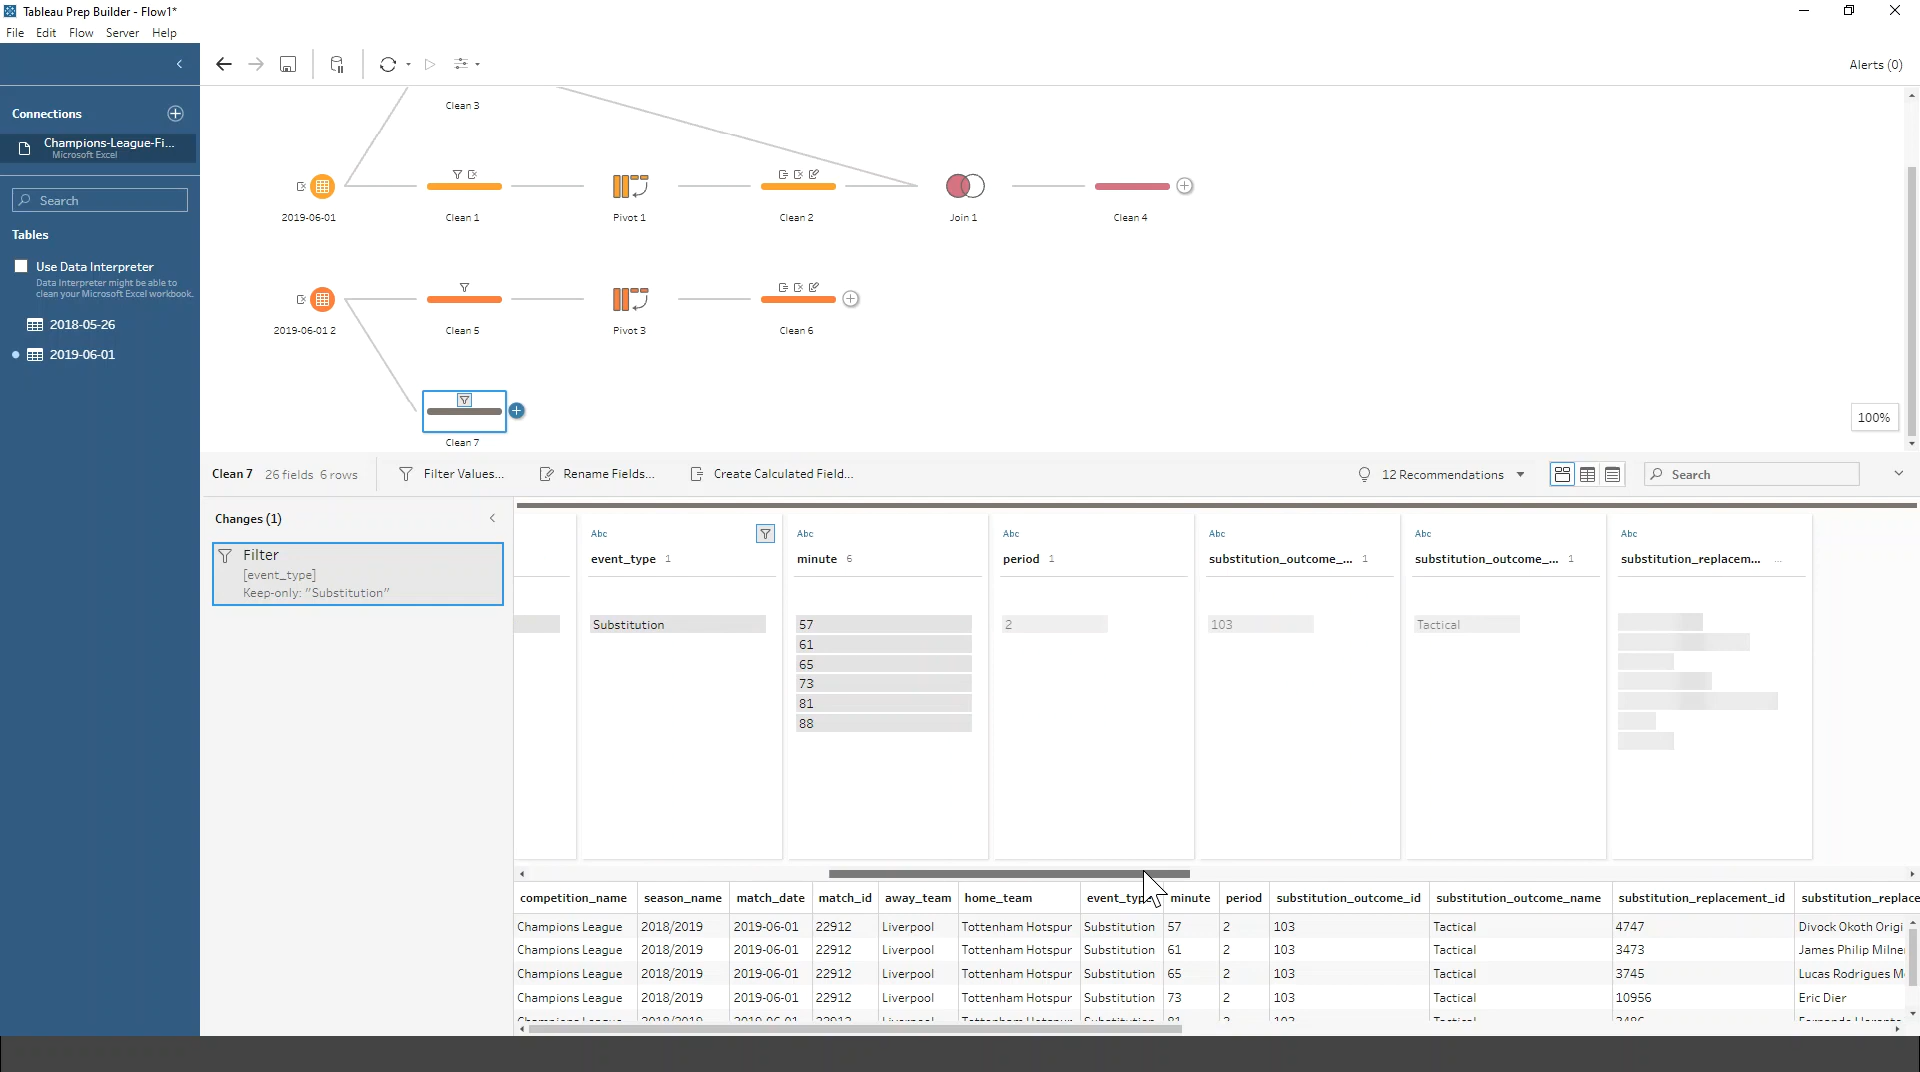 Tableau Prep Builder - Flow1*
File Edit Flow Server Help
Alerts (0)
Connections
Champions-League-Fi...
Microsoft Excel
Search
Tables
Use Data Interpreter
Data Interpreter might be able to
clean your Microsoft Excel workbook.
2018-05-26
2019-06-01
Clean 3
2019-06-01 Clean 1 Pivot 1 Clean 2 Join 1 Clean 4
2019-06-01 2 Clean 5 Pivot 3 Clean 6
Clean 7
100%
Clean 7 26 fields 6 rows Filter Values... Rename Fields... Create Calculated Field... 12 Recommendations Search
Changes (1)
Filter
[event_type]
Keep-only: "Substitution"
Abc Abc Abc Abc Abc Abc
event_type 1 minute 6 period 1 substitution_outcome_... 1 substitution_outcome_... 1 substitution_replacem... ...
Substitution 57 2 103 Tactical
61
65
73
81
88
competition_name season_name match_date match_id away_team home_team event_typ minute period substitution_outcome_id substitution_outcome_name substitution_replacement_id substitution_replace
Champions League 2018/2019 2019-06-01 22912 Liverpool Tottenham Hotspur Substitution 57 2 103 Tactical 4747 Divock Okoth Origi
Champions League 2018/2019 2019-06-01 22912 Liverpool Tottenham Hotspur Substitution 61 2 103 Tactical 3473 James Philip Milner
Champions League 2018/2019 2019-06-01 22912 Liverpool Tottenham Hotspur Substitution 65 2 103 Tactical 3745 Lucas Rodrigues M
Champions League 2018/2019 2019-06-01 22912 Liverpool Tottenham Hotspur Substitution 73 2 103 Tactical 10956 Eric Dier